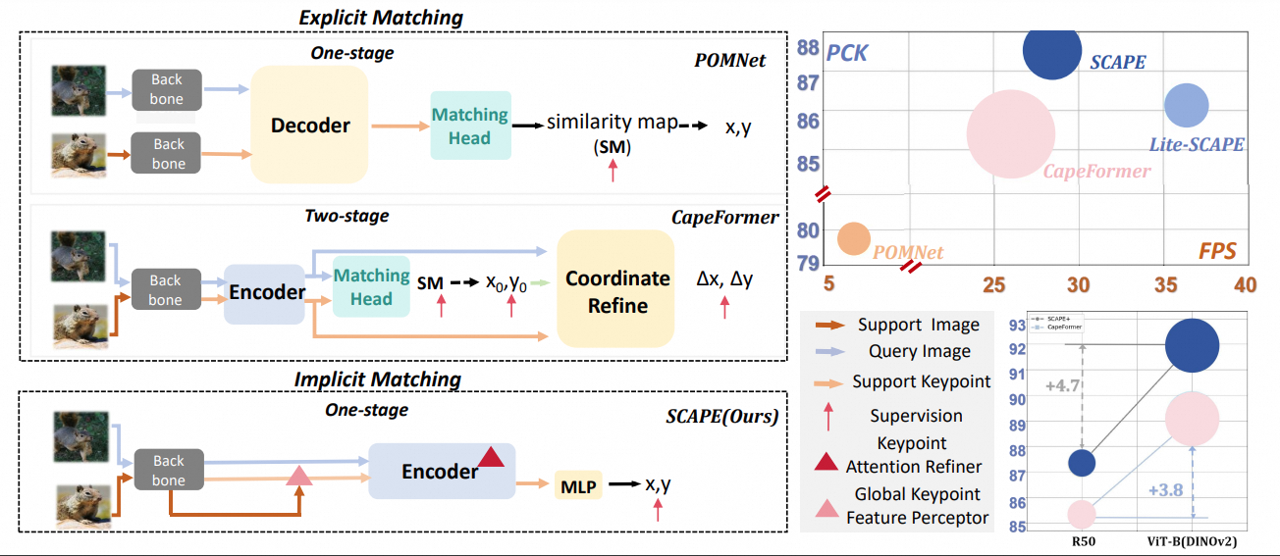 Explicit Matching
One-stage
POMNet
Back
bone
Back
bone
Decoder
Matching
Head
similarity map
(SM)
x,y
Two-stage
CapeFormer
Back
bone
Encoder
Matching
Head
SM
x₀,y₀
Coordinate
Refine
Δx, Δy
Implicit Matching
One-stage
SCAPE(Ours)
Back
bone
Encoder
MLP
x,y
88
87
86
85
80
79
PCK
SCAPE
Lite-SCAPE
CapeFormer
POMNet
FPS
5
25
30
35
40
Support Image
Query Image
Support Keypoint
Supervision
Keypoint
Attention Refiner
Global Keypoint
Feature Perceptor
93
92
91
90
89
88
87
86
85
SCAPE+
CapeFormer
+4.7
+3.8
R50
ViT-B(DINOv2)